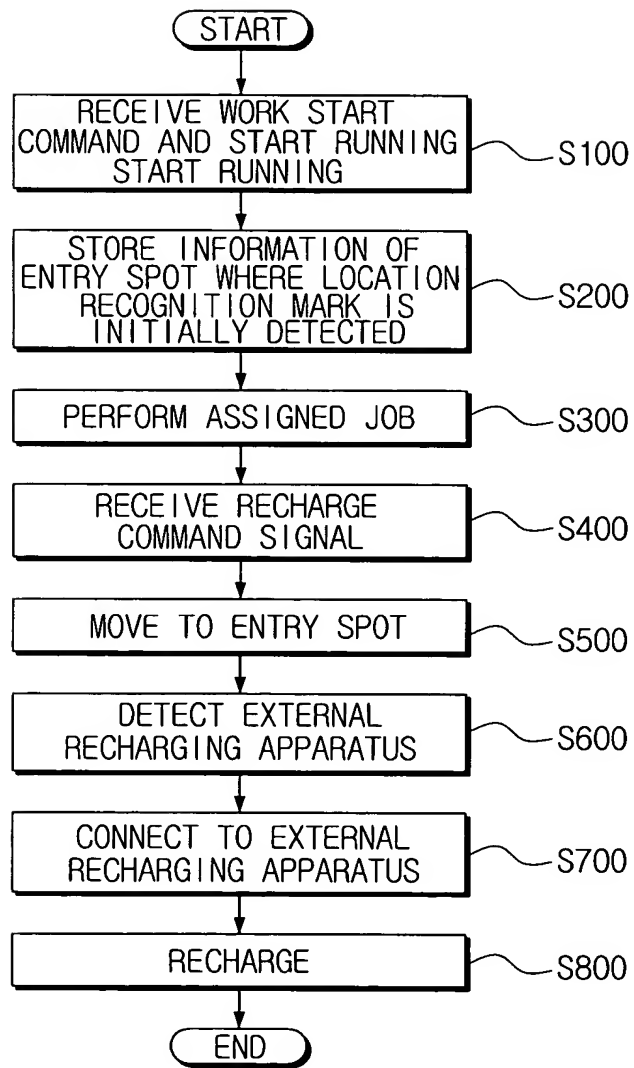 START
RECEIVE WORK START
COMMAND AND START RUNNING
START RUNNING
S100
STORE INFORMATION OF
ENTRY SPOT WHERE LOCATION
RECOGNITION MARK IS
INITIALLY DETECTED
S200
PERFORM ASSIGNED JOB
S300
RECEIVE RECHARGE
COMMAND SIGNAL
S400
MOVE TO ENTRY SPOT
S500
DETECT EXTERNAL
RECHARGING APPARATUS
S600
CONNECT TO EXTERNAL
RECHARGING APPARATUS
S700
RECHARGE
S800
END